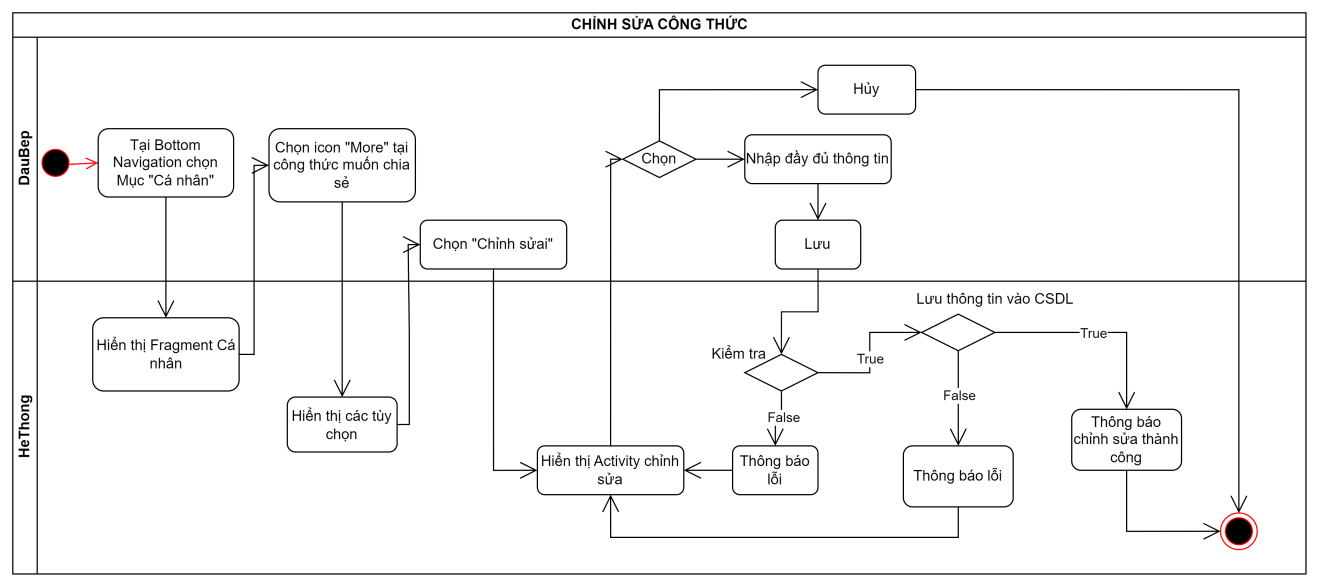 CHỈNH SỬA CÔNG THỨC
DauBep
Tại Bottom
Navigation chọn
Mục "Cá nhân"
Chọn icon "More" tại
công thức muốn chia
sẻ
Chọn "Chỉnh sửai"
Chọn
Hủy
Nhập đầy đủ thông tin
Lưu
HeThong
Hiển thị Fragment Cá
nhân
Hiển thị các tùy
chọn
Hiển thị Activity chỉnh
sửa
Kiểm tra
True
False
Thông báo
lỗi
Lưu thông tin vào CSDL
True
False
Thông báo lỗi
Thông báo
chỉnh sửa thành
công